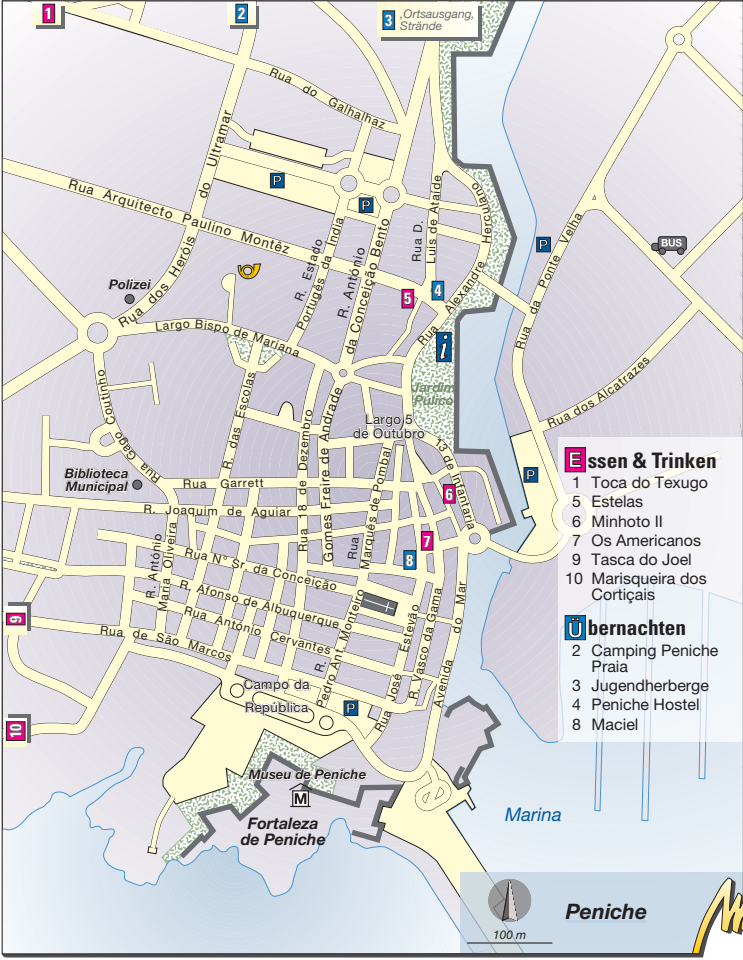 1
2
3
,Ortsausgang,
Strände
Rua do Galhalhaz
Rua dos Heróis do Ultramar
P
P
Rua Arquitecto Paulino Montêz
R. Estado
Portugês da India
R. António
da Conceição Bento
Rua D.
Luis de Ataide
Rua Alexandre Herculano
P
BUS
Rua da Ponte Velha
Polizei
5
4
i
Largo Bispo de Mariana
Jardim
Púlico
Rua dos Alcatrazes
Rua Gago Coutinho
R. das Escolas
Rua 18 de Dezembro
Gomes Freire de Andrade
Largo 5
de Outubro
13 de Infantaria
P
Biblioteca
Municipal
Rua Garrett
R. Joaquim de Aguiar
Rua
Marquês de Pombal
6
7
8
R. António
Maria Oliveira
Rua Nº Sr. da Conceição
R. Afonso de Albuquerque
Rua António Cervantes
Rua de São Marcos
R.
Pedro Ant. Monteiro
Rua José Estevão
R. Vasco da Gama
Avenida do Mar
9
10
Campo da
República
P
Museu de Peniche
M
Fortaleza
de Peniche
Marina
Essen & Trinken
1 Toca do Texugo
5 Estelas
6 Minhoto II
7 Os Americanos
9 Tasca do Joel
10 Marisqueira dos
Cortiçais
Übernachten
2 Camping Peniche
Praia
3 Jugendherberge
4 Peniche Hostel
8 Maciel
100 m
Peniche